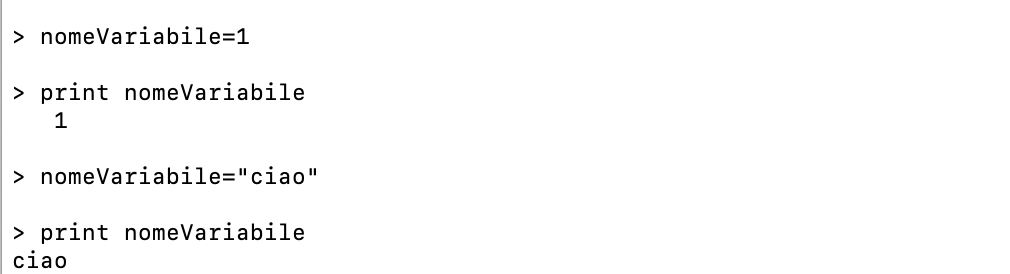 > nomeVariabile=1
> print nomeVariabile
1
> nomeVariabile="ciao"
> print nomeVariabile
ciao